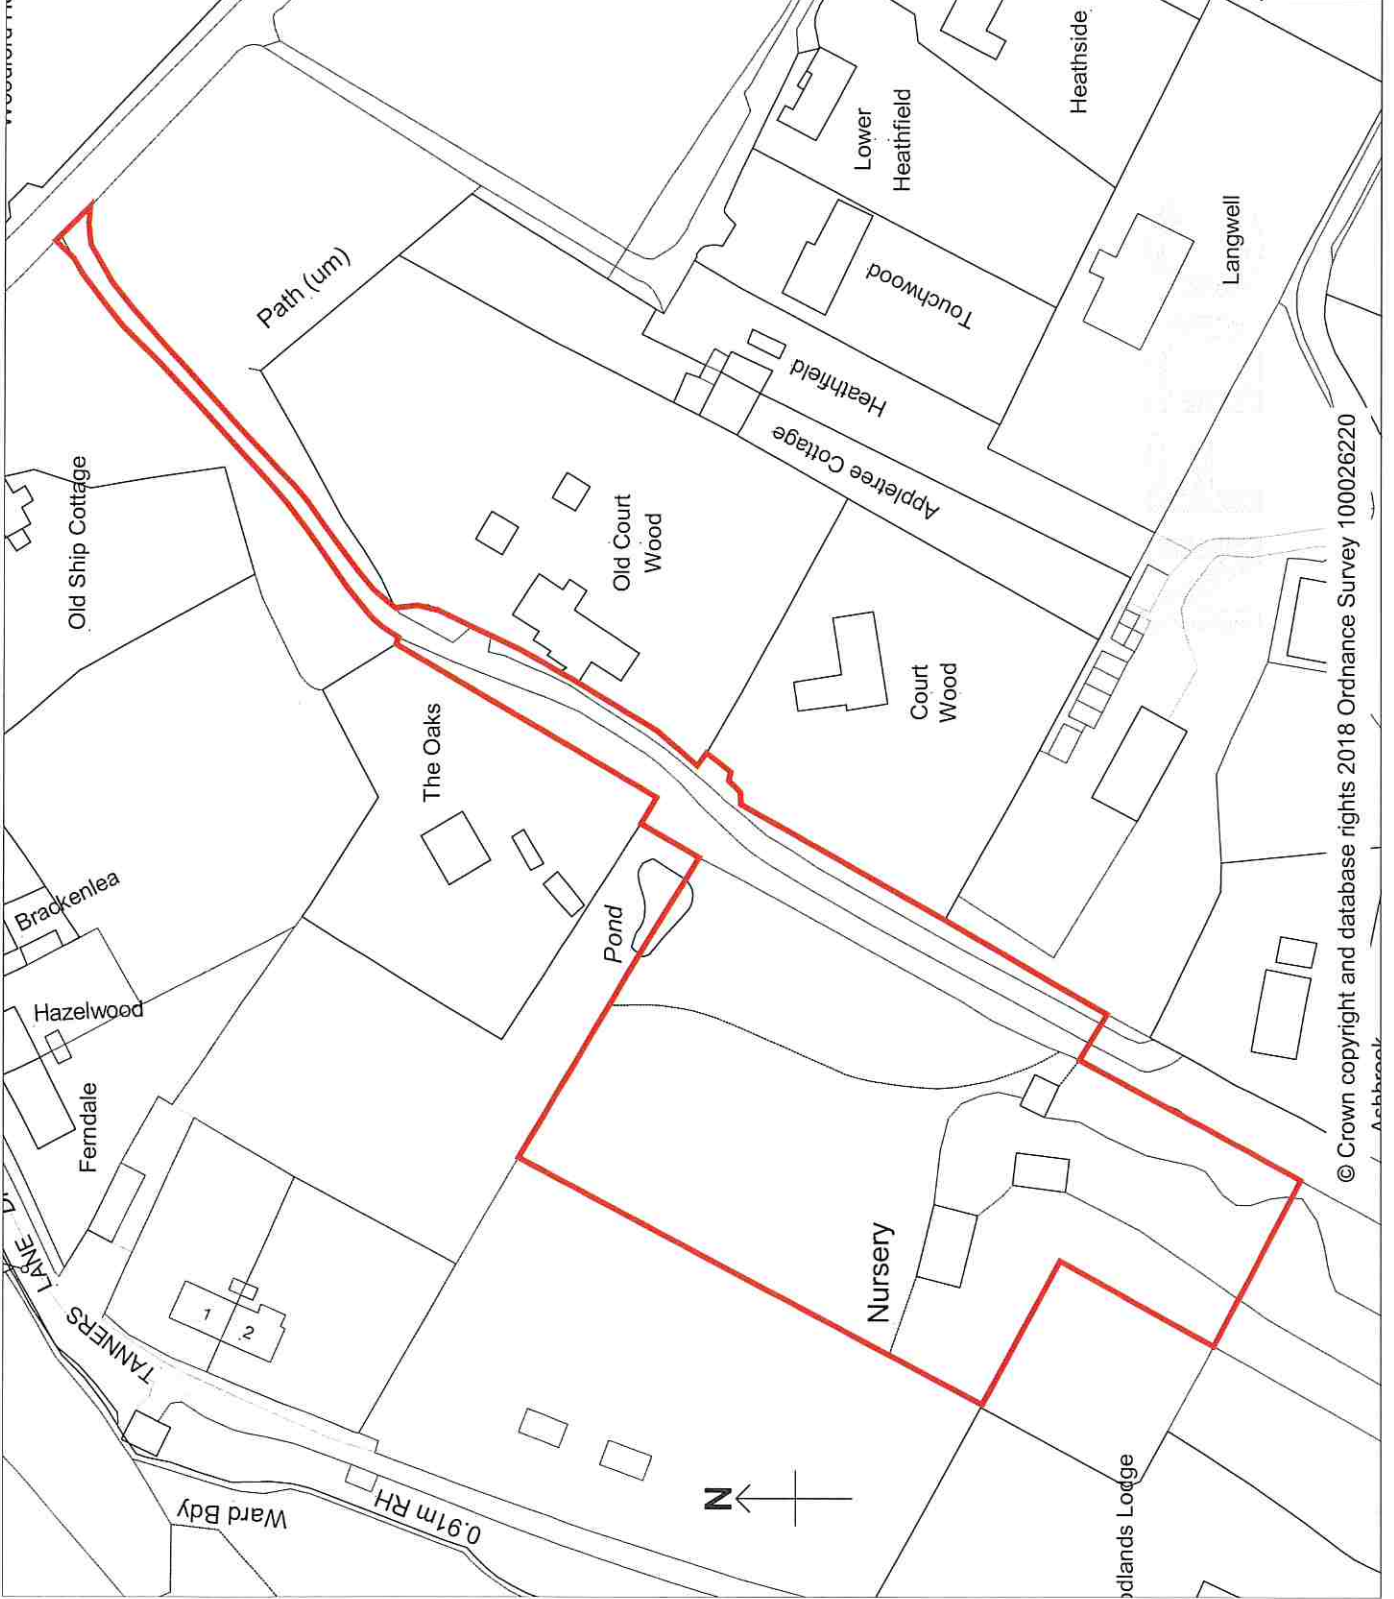 Old Ship Cottage
Path (um)
Lower
Heathfield
Heathside
Touchwood
Langwell
Heathfield
Appletree Cottage
Old Court
Wood
Court
Wood
The Oaks
Brackenlea
Hazelwood
Ferndale
Pond
LANE
TANNERS
1
2
Nursery
Ward Bdy
0.91m RH
N
odlands Lodge
© Crown copyright and database rights 2018 Ordnance Survey 100026220